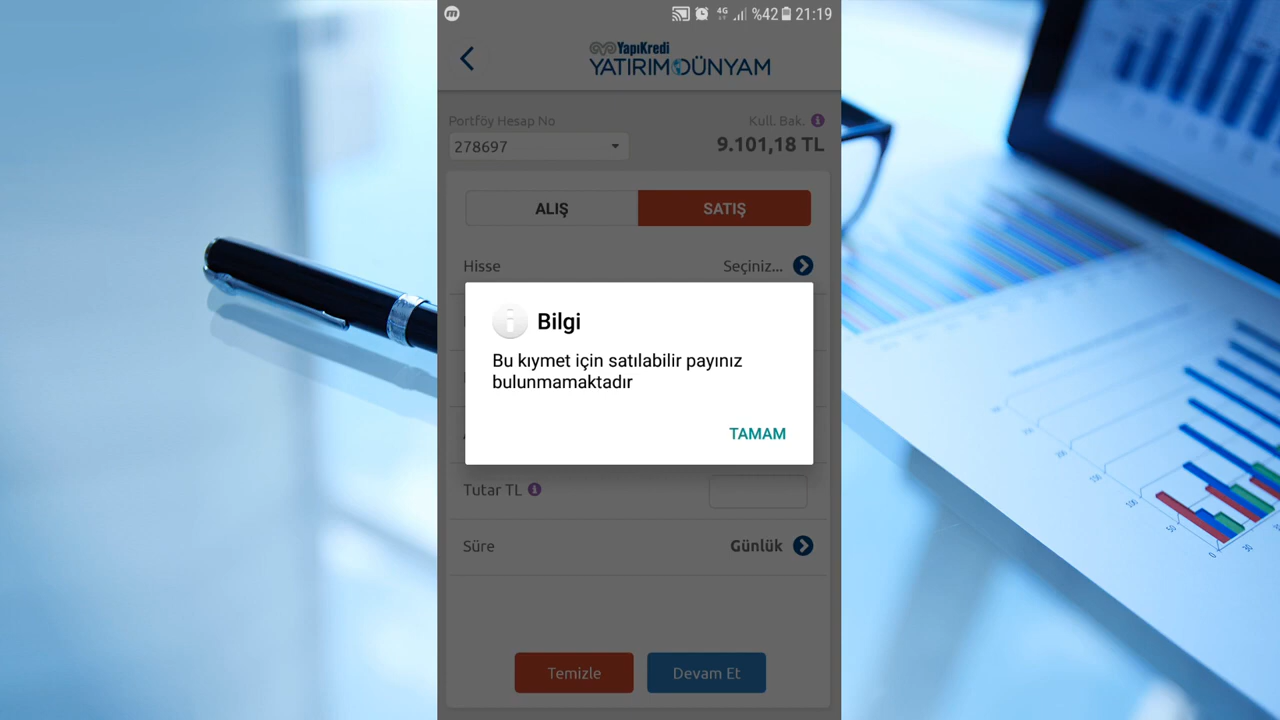 %42 21:19
YapıKredi
YATIRIM DÜNYAM
Portföy Hesap No
Kull. Bak.
278697
9.101,18 TL
ALIŞ
SATIŞ
Hisse
Seçiniz...
Bilgi
Bu kıymet için satılabilir payınız
bulunmamaktadır
TAMAM
Tutar TL
Süre
Günlük
Temizle
Devam Et